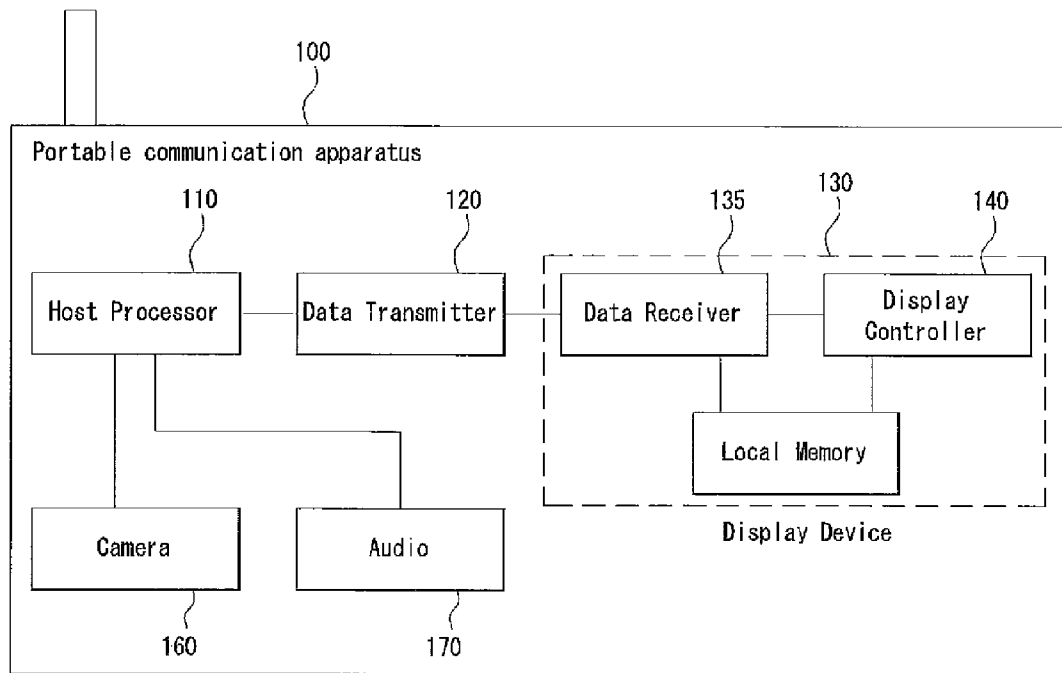 100
Portable communication apparatus
110
120
135
130
140
Host Processor
Data Transmitter
Data Receiver
Display
Controller
Local Memory
Camera
Audio
Display Device
160
170